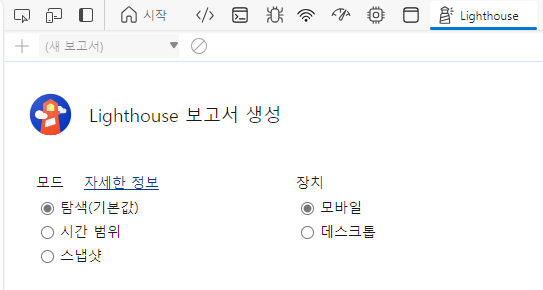 시작 Lighthouse
(새 보고서)
Lighthouse 보고서 생성
모드 자세한 정보 장치
탐색(기본값) 모바일
시간 범위 데스크톱
스냅샷